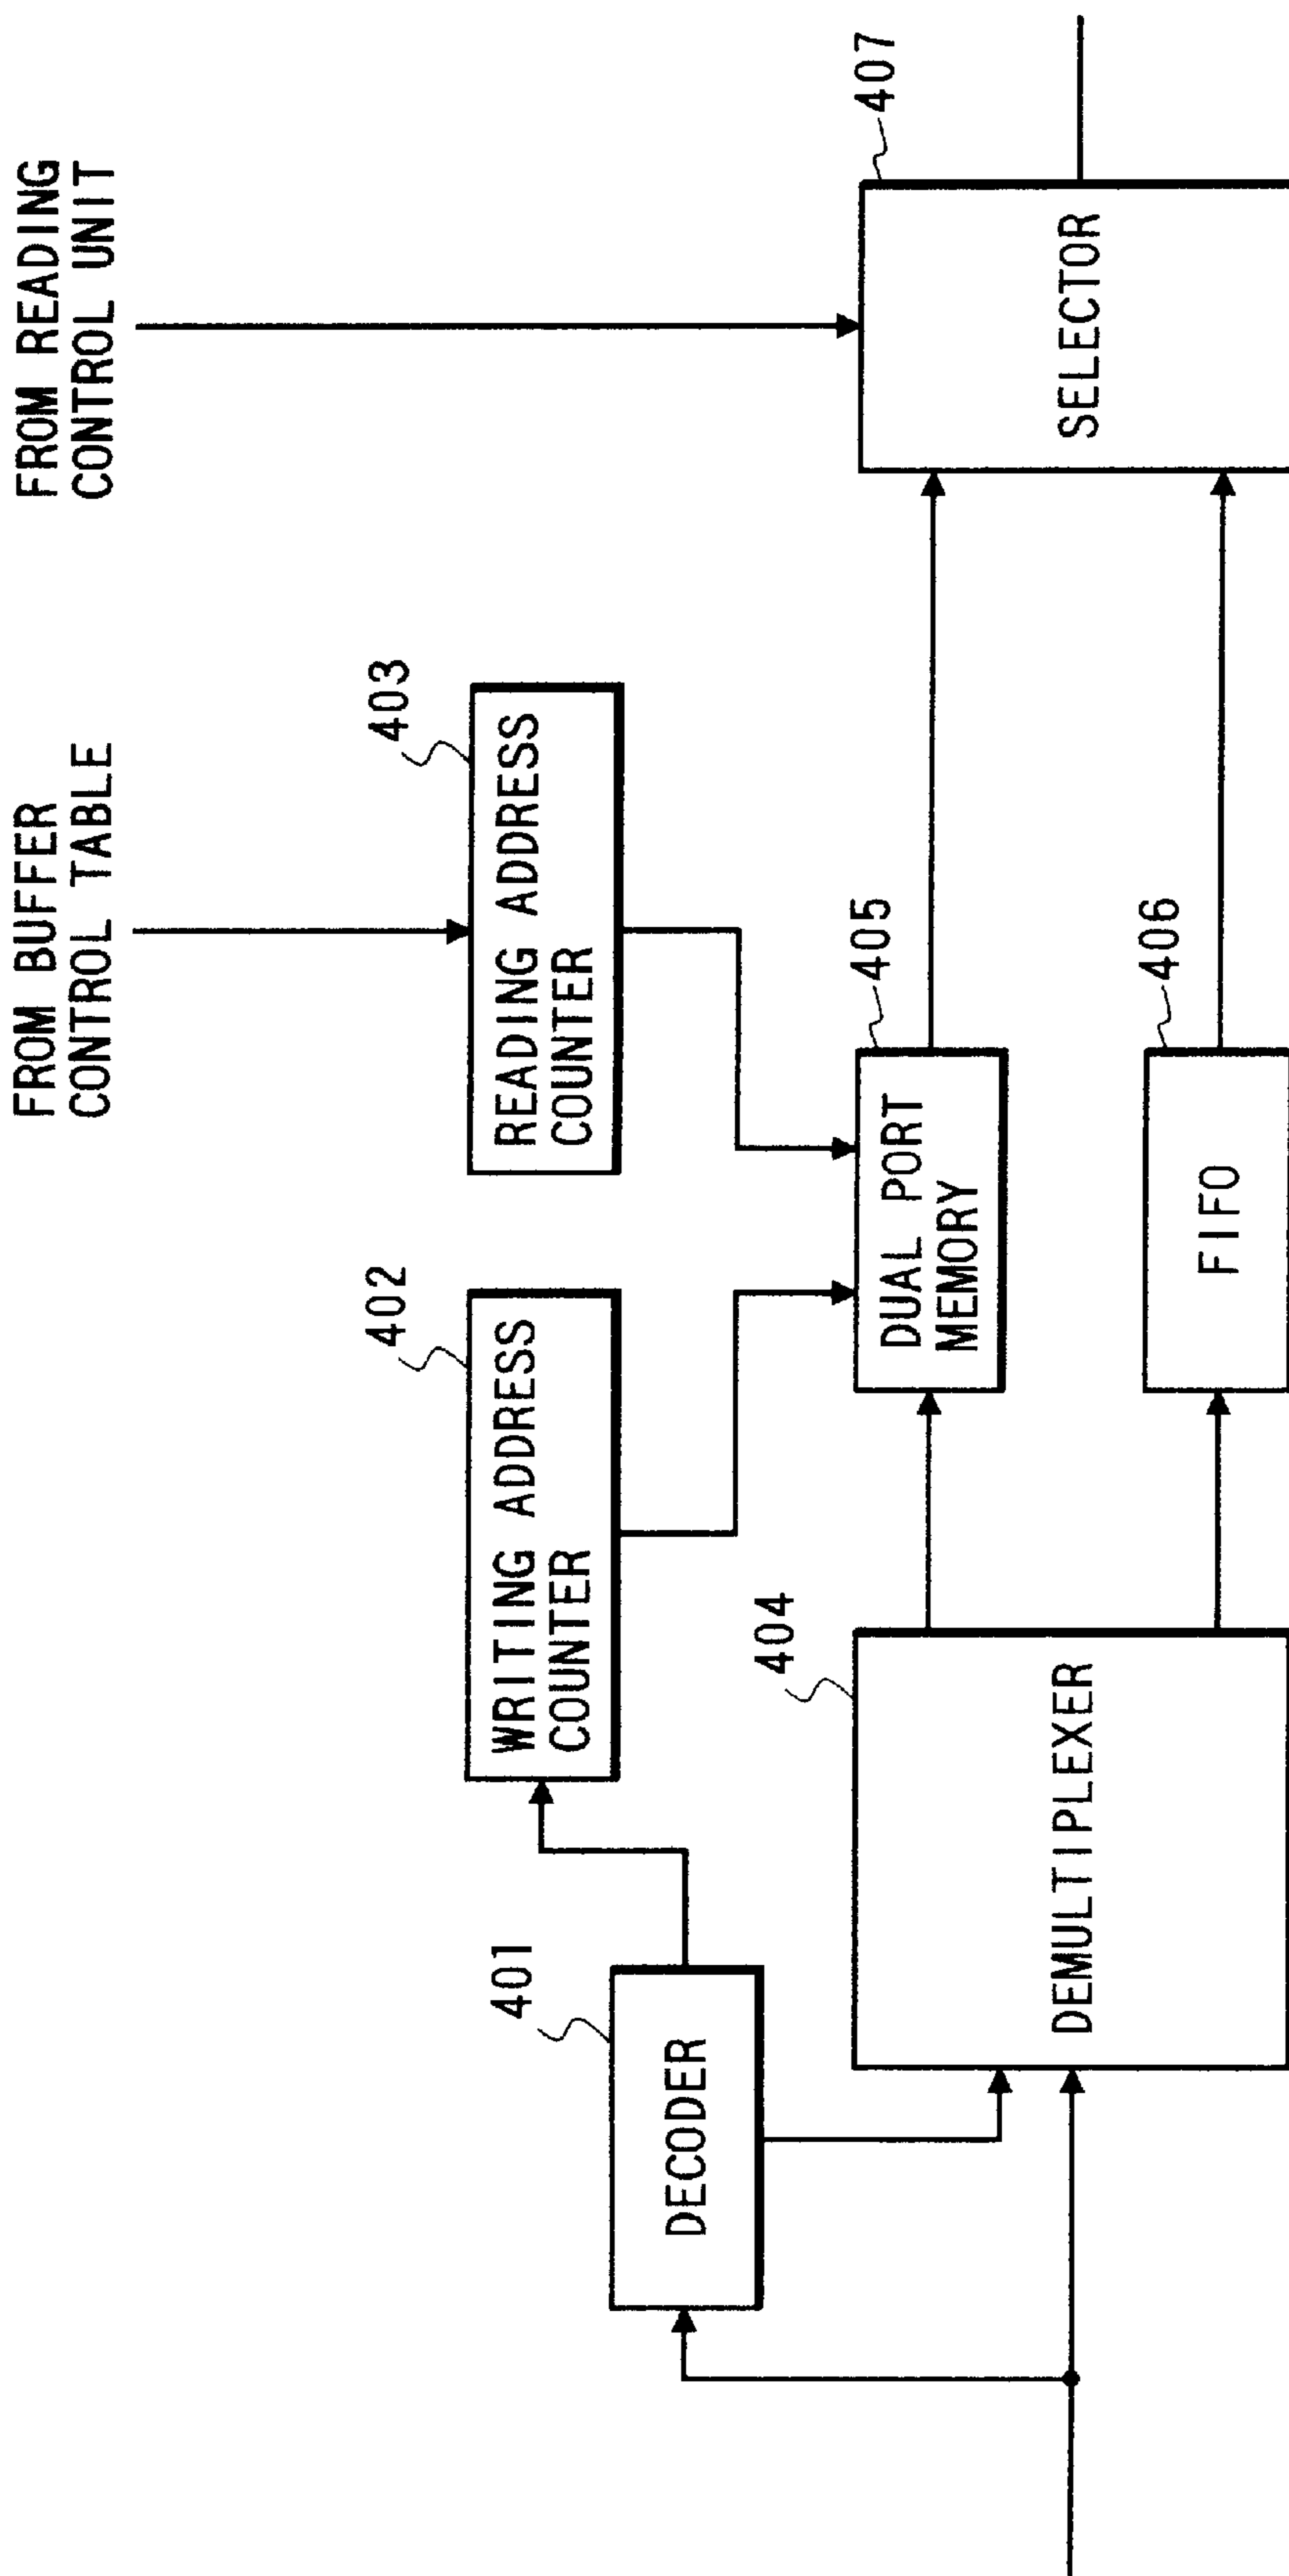 FROM BUFFER
CONTROL TABLE
FROM READING
CONTROL UNIT
401
DECODER
402
WRITING ADDRESS
COUNTER
403
READING ADDRESS
COUNTER
404
DEMULTIPLEXER
405
DUAL PORT
MEMORY
406
FIFO
407
SELECTOR